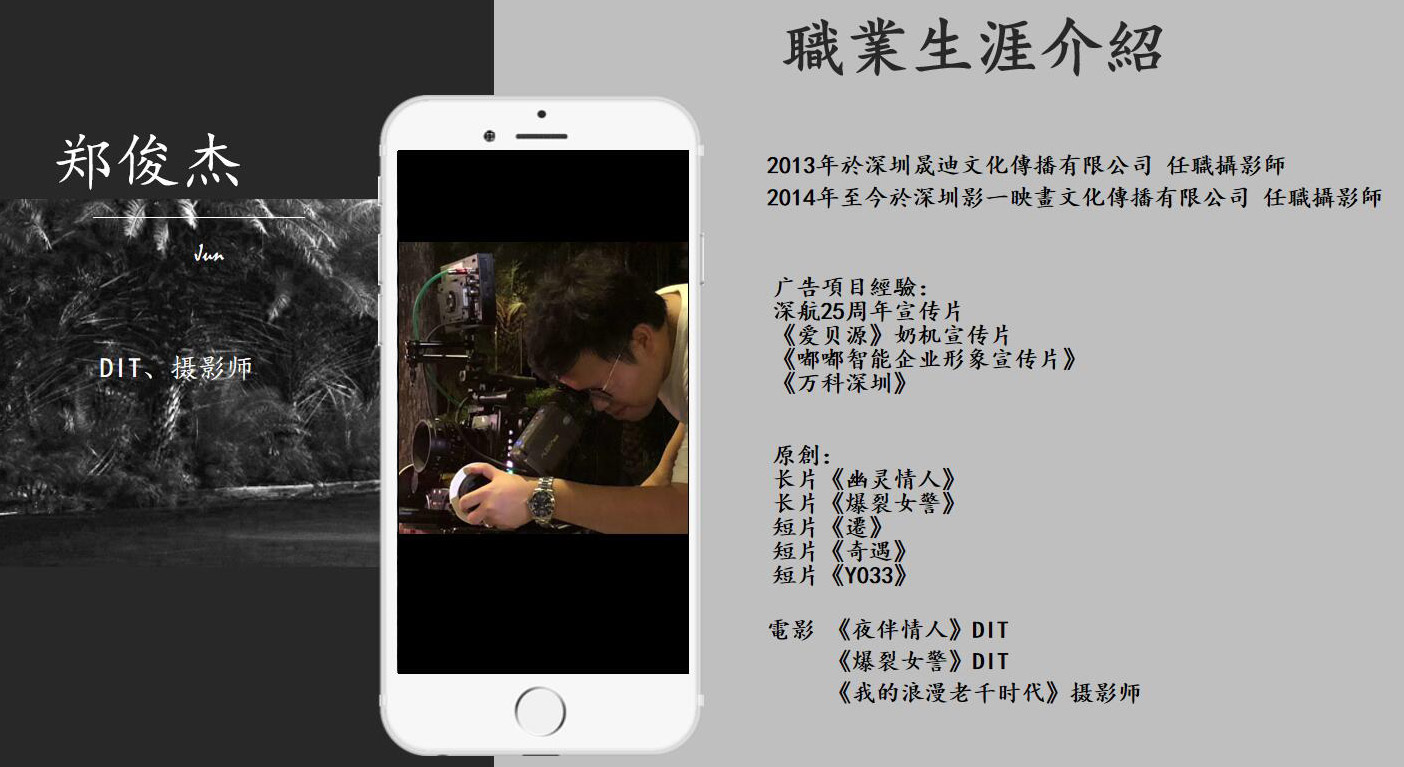 郑俊杰
Jun
DIT、摄影师
職業生涯介紹
2013年於深圳晟迪文化傳播有限公司 任職攝影師
2014年至今於深圳影一映畫文化傳播有限公司 任職攝影師
广告項目經驗：
深航25周年宣传片
《爱贝源》奶机宣传片
《嘟嘟智能企业形象宣传片》
《万科深圳》
原創：
长片《幽灵情人》
长片《爆裂女警》
短片《遷》
短片《奇遇》
短片《Y033》
電影 《夜伴情人》DIT
《爆裂女警》DIT
《我的浪漫老千时代》摄影师